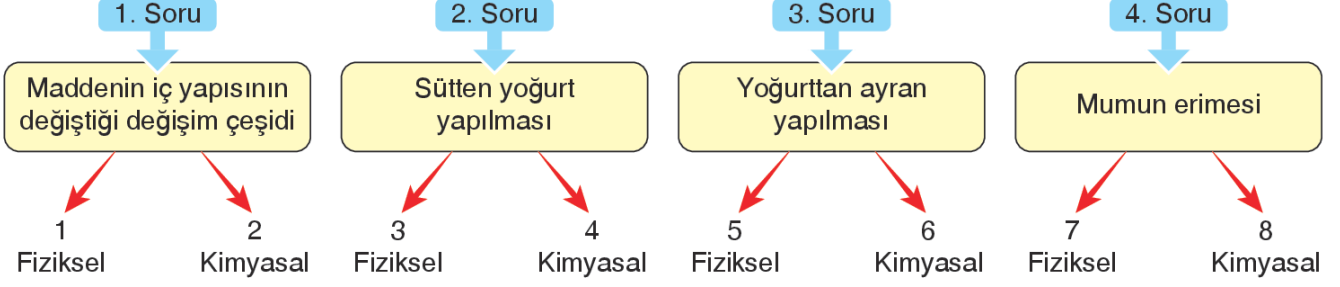 1. Soru
2. Soru
3. Soru
4. Soru
Maddenin iç yapısının
değiştiği değişim çeşidi
Sütten yoğurt
yapılması
Yoğurttan ayran
yapılması
Mumun erimesi
1
Fiziksel
2
Kimyasal
3
Fiziksel
4
Kimyasal
5
Fiziksel
6
Kimyasal
7
Fiziksel
8
Kimyasal